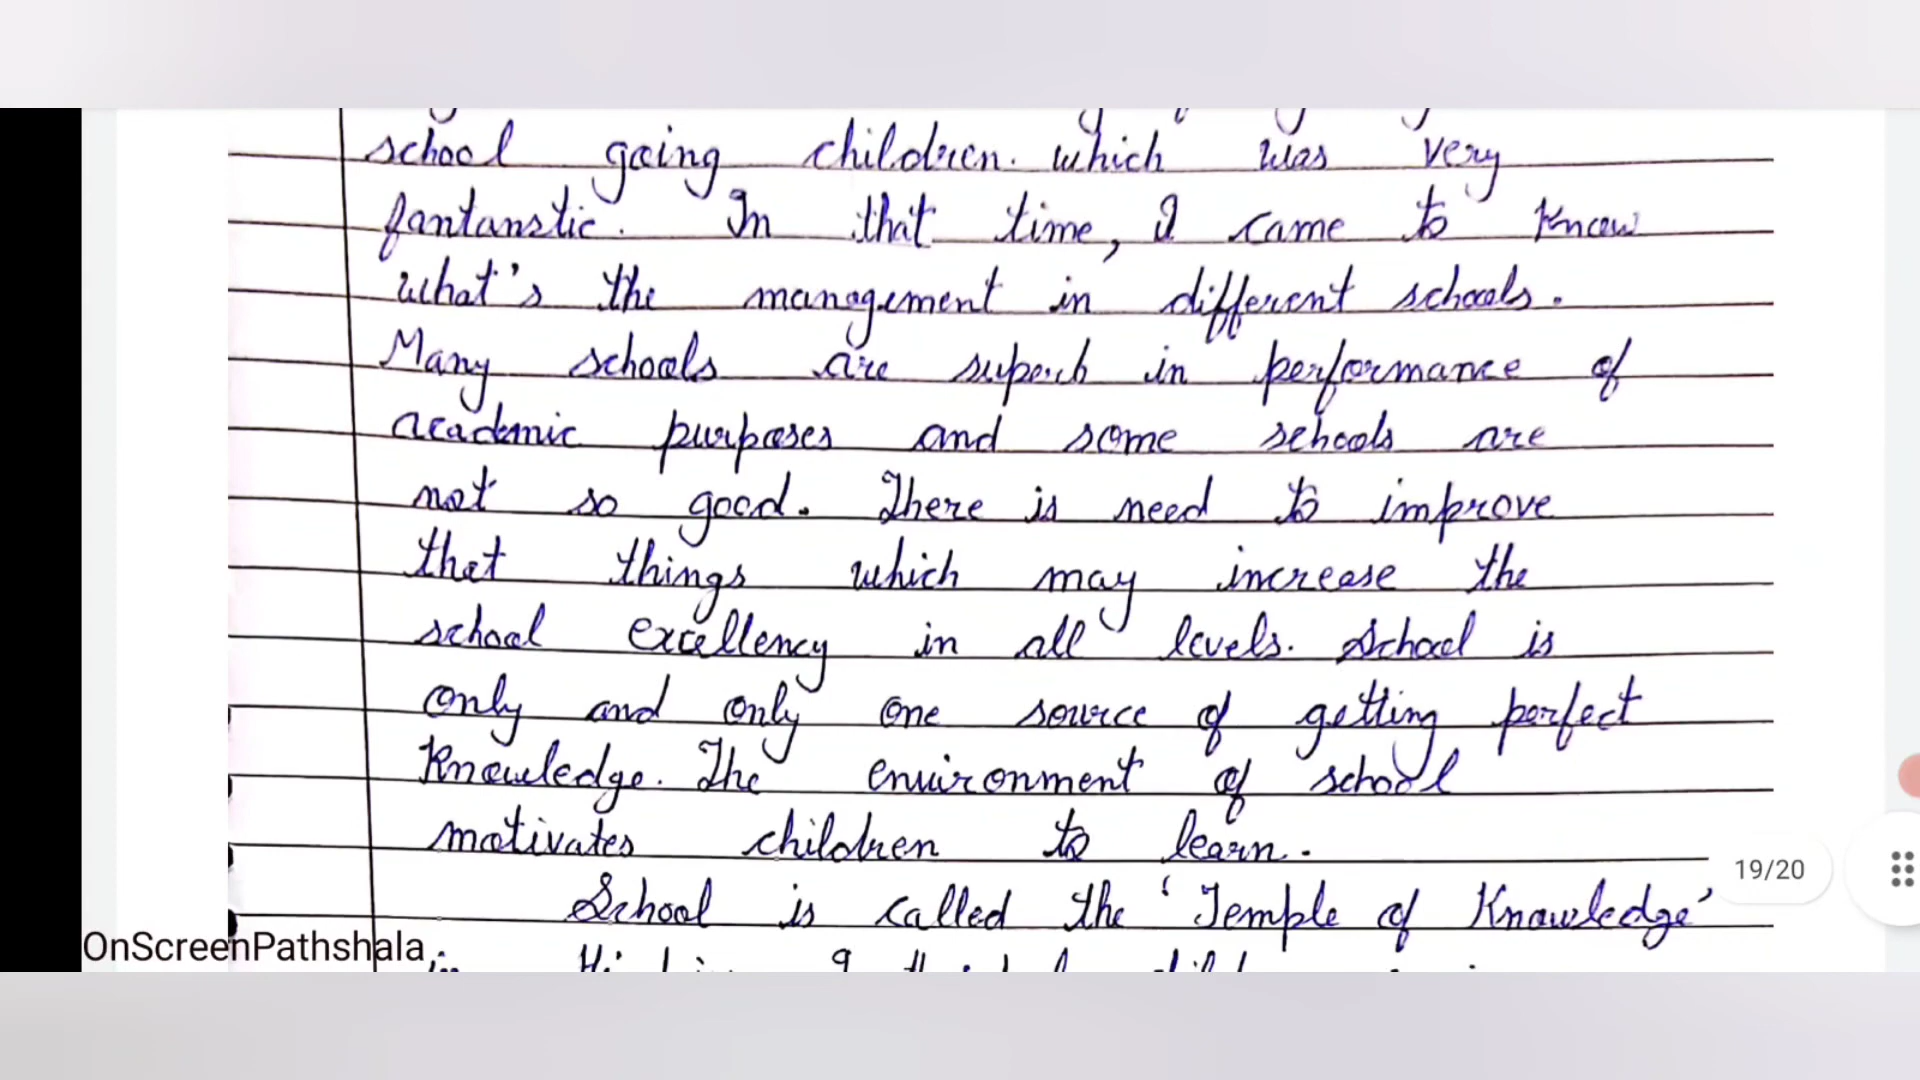 school going children. which was very
fantanstic. In that time, I came to know
what's the management in different schools.
Many schools are superb in performance of
academic purposes and some schools are
not so good. There is need to improve
that things which may increase the
school excellency in all levels. School is
only and only one source of getting perfect
knowledge. The environment of school
motivates children to learn.
19/20
School is called the 'Temple of Knowledge'
OnScreenPathshala